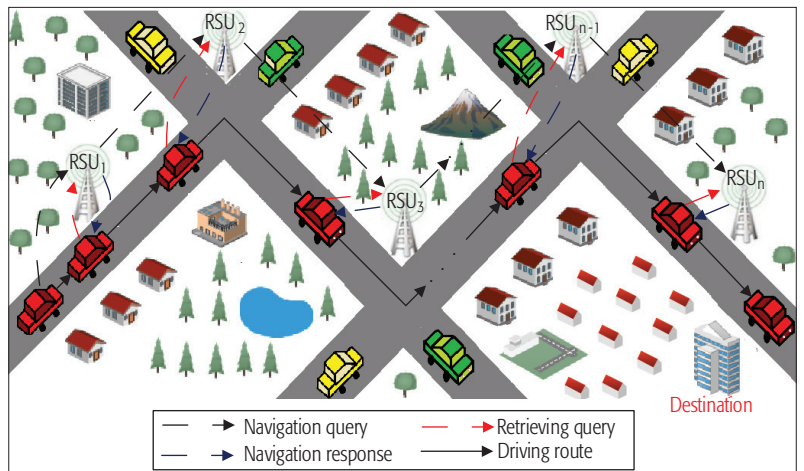 RSU2
RSUn-1
RSU1
RSU3
RSUn
Destination
Navigation query
Retrieving query
Navigation response
Driving route